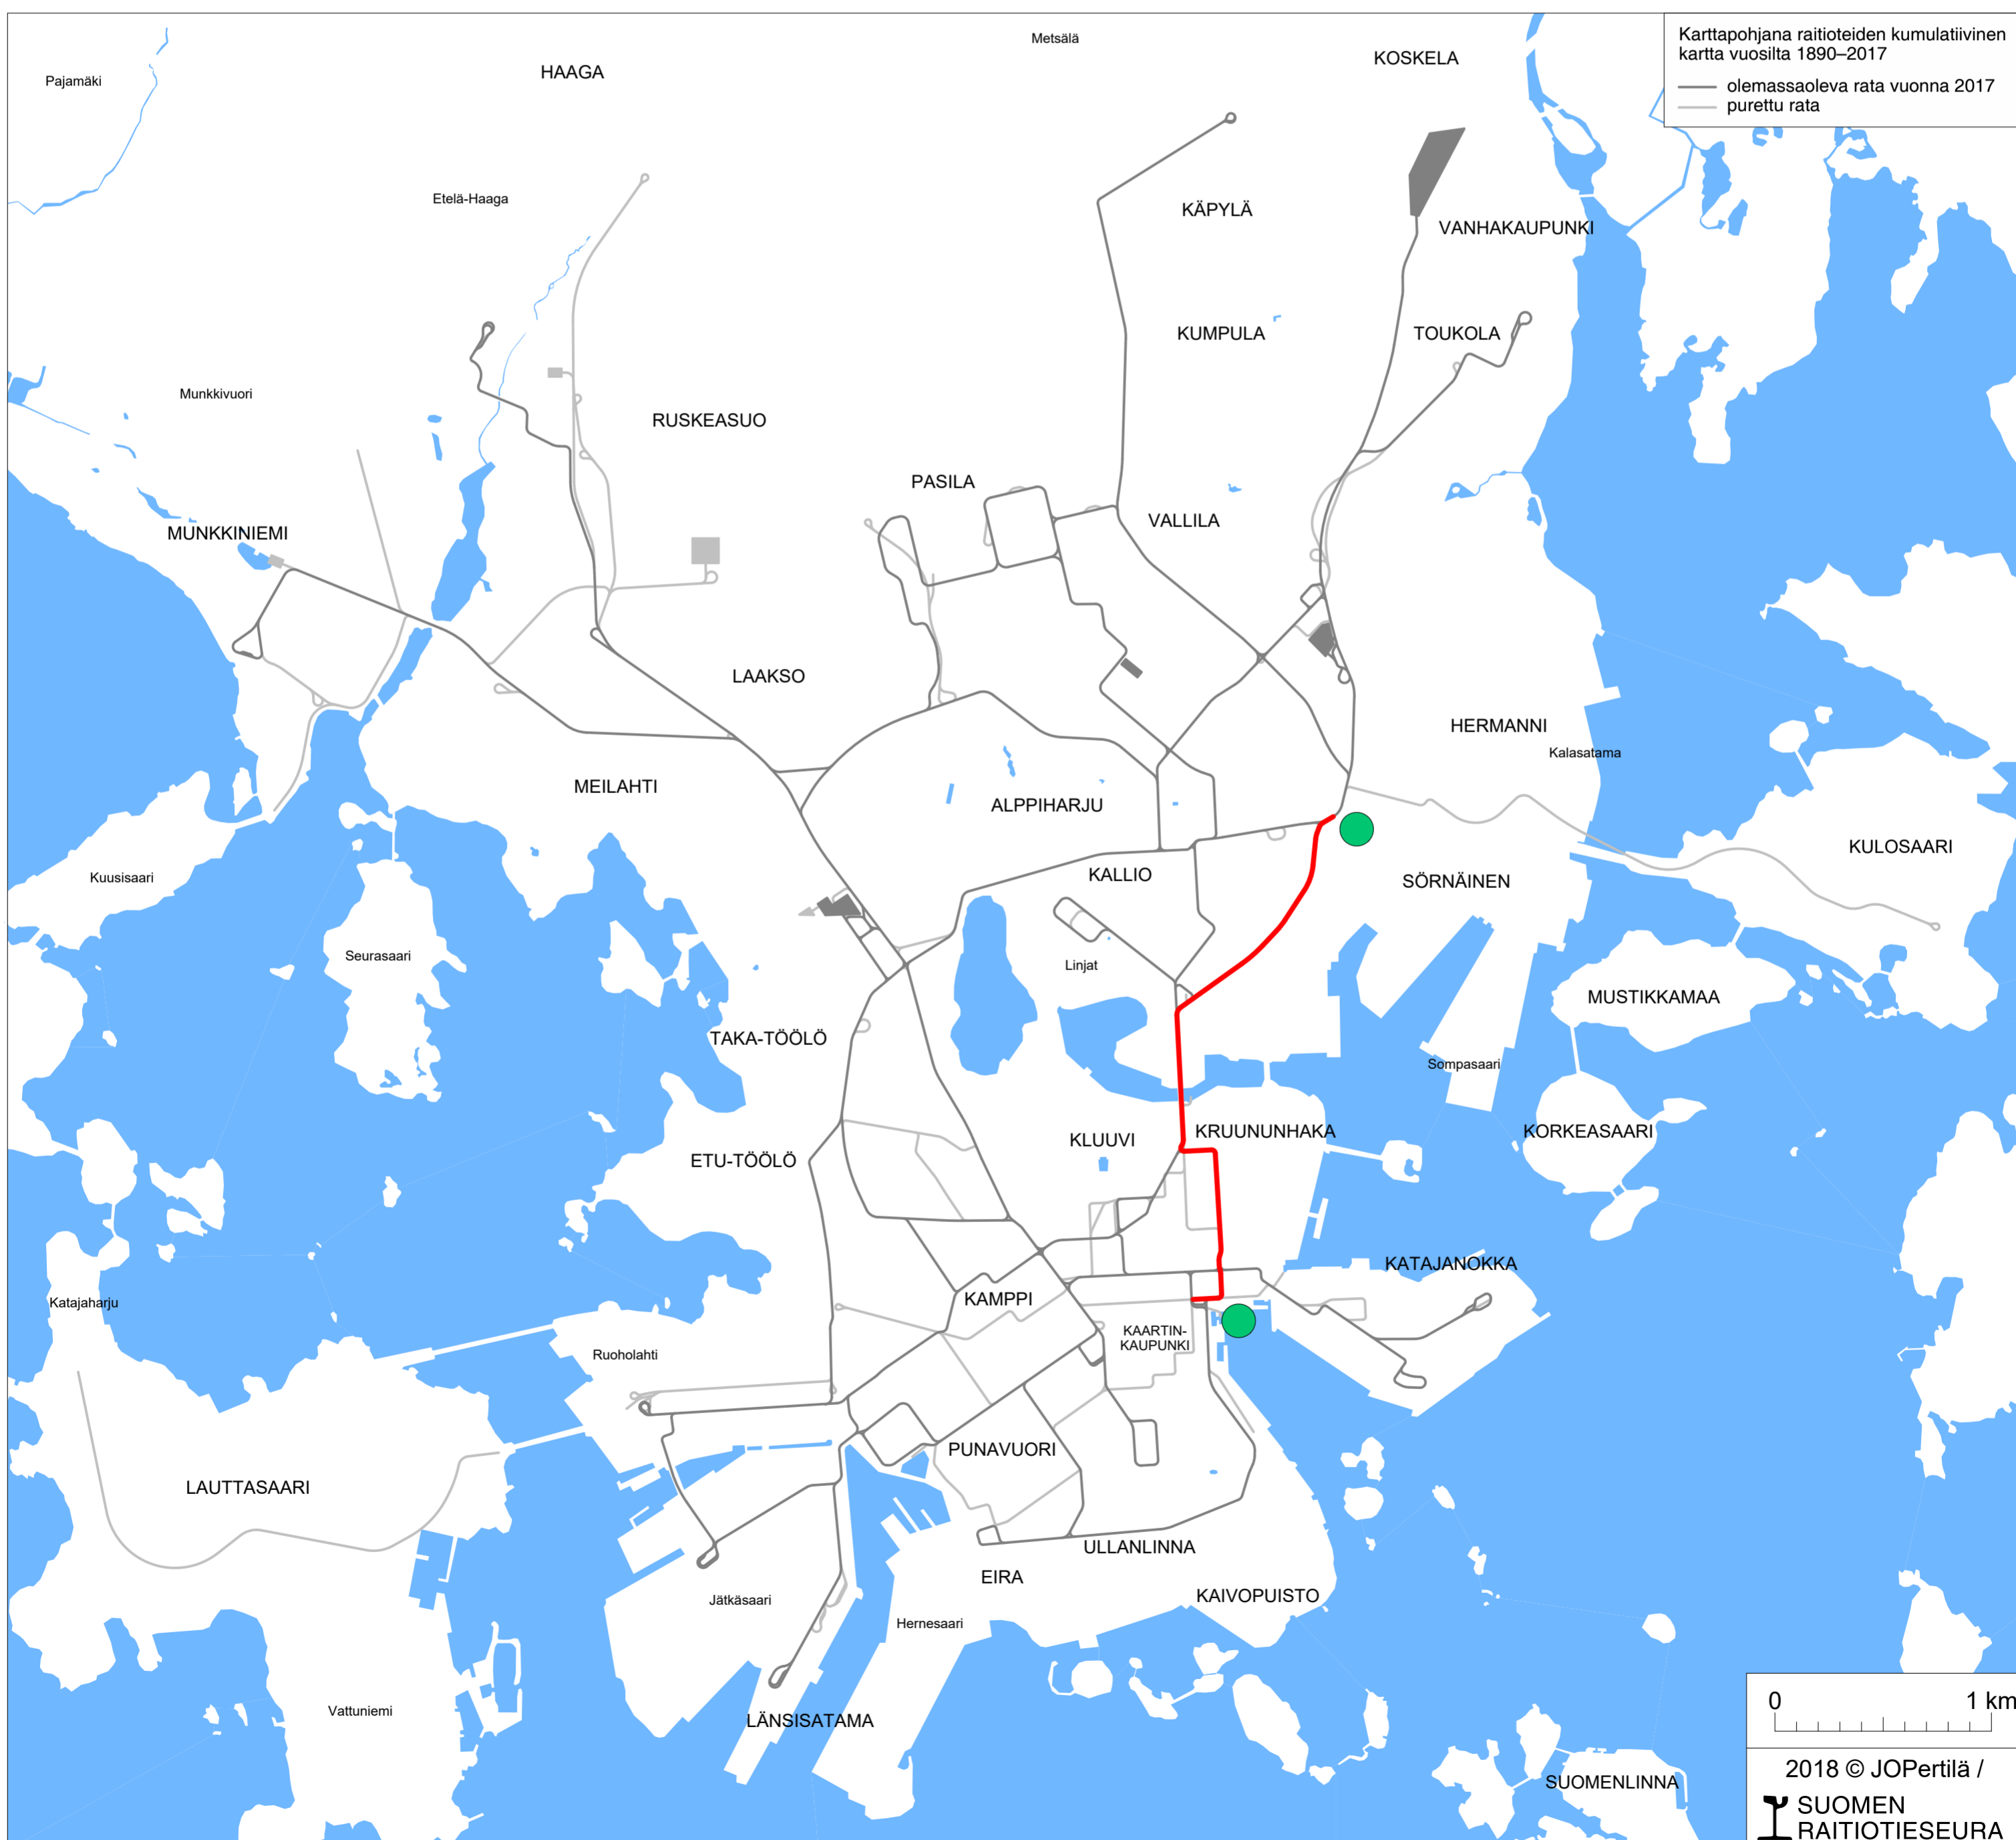 Karttapohjana raitioteiden kumulatiivinen
kartta vuosilta 1890–2017
olemassaoleva rata vuonna 2017
purettu rata
Metsälä
KOSKELA
HAAGA
Pajamäki
Etelä-Haaga
KÄPYLÄ
VANHAKAUPUNKI
KUMPULA
TOUKOLA
Munkkivuori
RUSKEASUO
PASILA
VALLILA
MUNKKINIEMI
LAAKSO
HERMANNI
Kalasatama
MEILAHTI
ALPPIHARJU
KULOSAARI
Kuusisaari
KALLIO
SÖRNÄINEN
Seurasaari
Linjat
MUSTIKKAMAA
TAKA-TÖÖLÖ
Sompasaari
KLUUVI
KRUUNUNHAKA
KORKEASAARI
ETU-TÖÖLÖ
KATAJANOKKA
Katajaharju
KAMPPI
KAARTIN-
KAUPUNKI
Ruoholahti
PUNAVUORI
LAUTTASAARI
ULLANLINNA
EIRA
KAIVOPUISTO
Jätkäsaari
Hernesaari
Vattuniemi
LÄNSISATAMA
0 1 km
2018 © JOPertilä /
SUOMENLINNA
SUOMEN
RAITIOTIESEURA